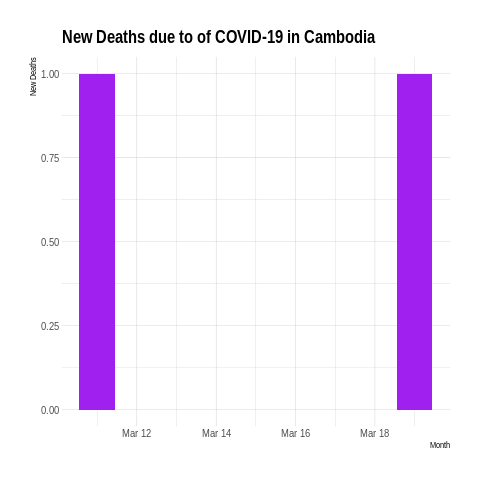 New Deaths due to of COVID-19 in Cambodia
New Deaths
1.00
0.75
0.50
0.25
0.00
Mar 12 Mar 14 Mar 16 Mar 18
Month